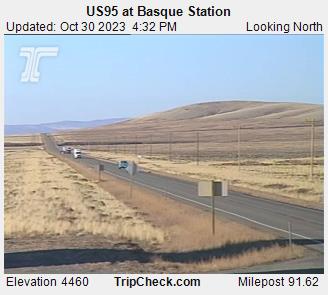 US95 at Basque Station
Updated: Oct 30 2023 4:32 PM Looking North
Elevation 4460 TripCheck.com Milepost 91.62